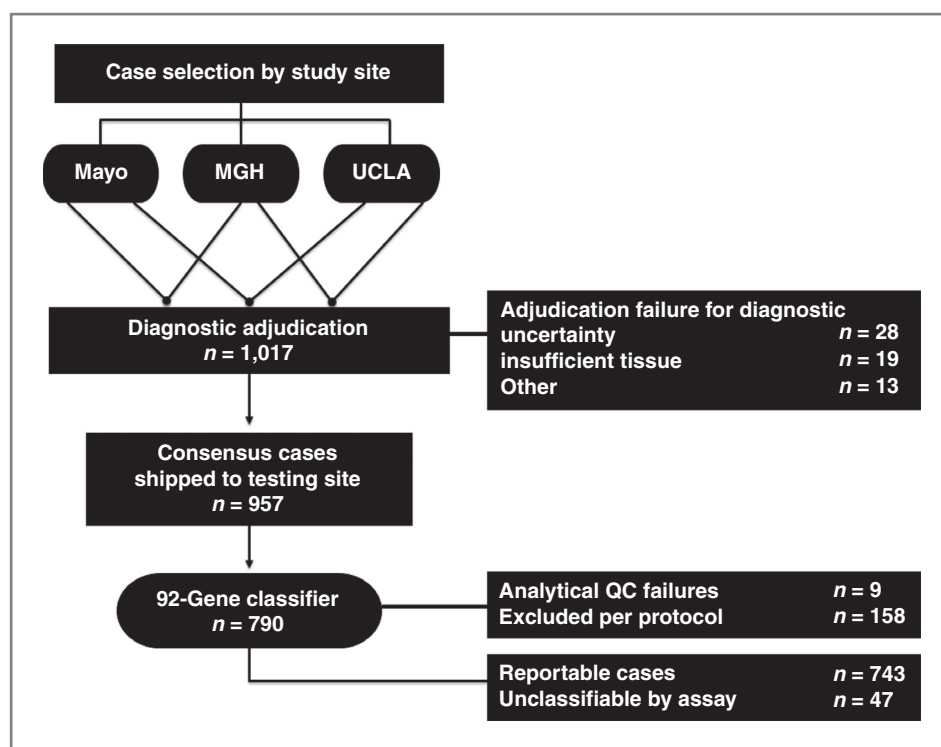 Case selection by study site
Mayo
MGH
UCLA
Diagnostic adjudication
n = 1,017
Adjudication failure for diagnostic
uncertainty n = 28
insufficient tissue n = 19
Other n = 13
Consensus cases
shipped to testing site
n = 957
92-Gene classifier
n = 790
Analytical QC failures n = 9
Excluded per protocol n = 158
Reportable cases n = 743
Unclassifiable by assay n = 47